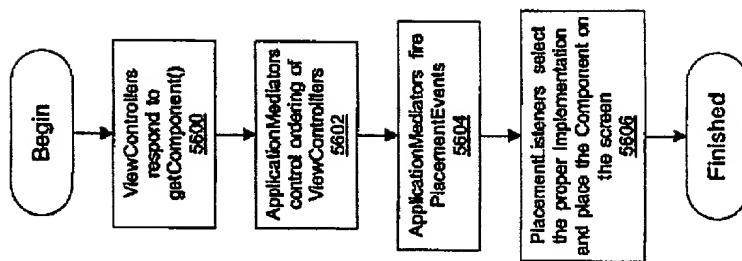 Begin
ViewControllers
respond to
getComponent()
5600
ApplicationMediators
control ordering of
ViewControllers
5602
ApplicationMediators fire
PlacementEvents
5604
PlacementListeners select
the proper implementation
and place the Component on
the screen
5606
Finished